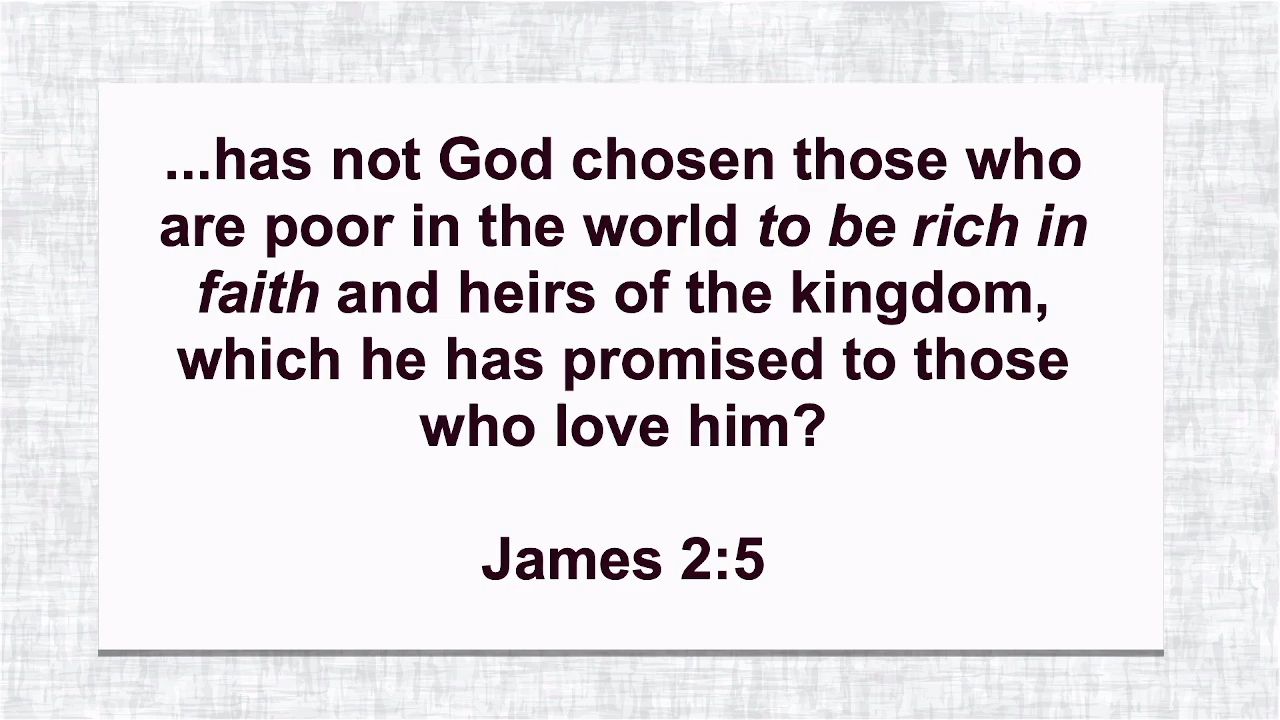 ...has not God chosen those who
are poor in the world to be rich in
faith and heirs of the kingdom,
which he has promised to those
who love him?
James 2:5